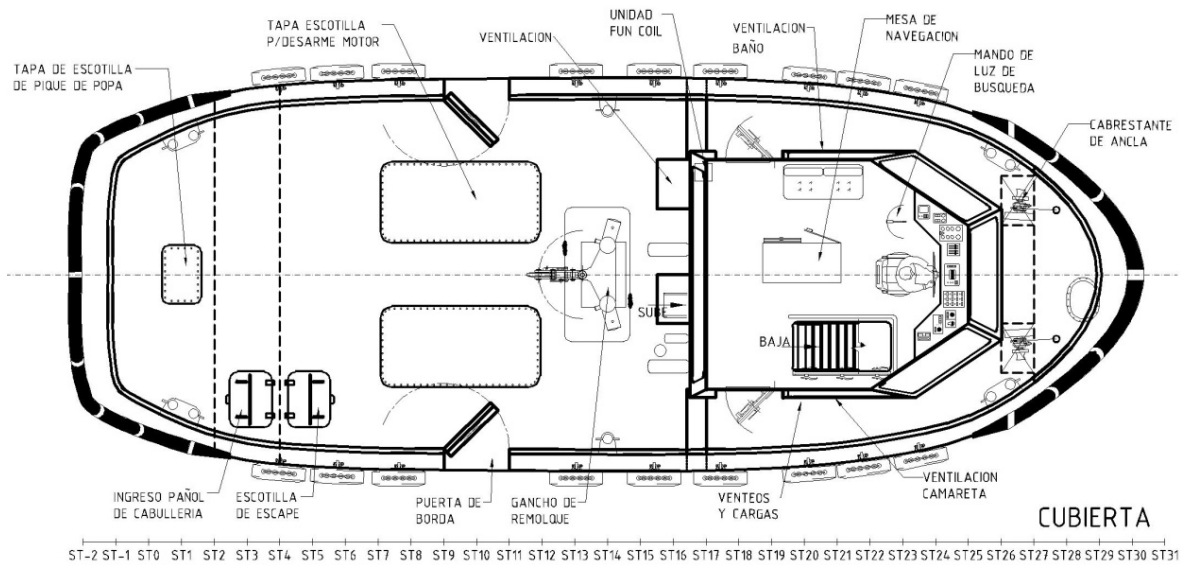 TAPA DE ESCOTILLA
DE PIQUE DE POPA
TAPA ESCOTILLA
P/DESARME MOTOR
VENTILACION
UNIDAD
FUN COIL
VENTILACION
BAÑO
MESA DE
NAVEGACION
MANDO DE
LUZ DE
BUSQUEDA
CABRESTANTE
DE ANCLA
SUBE
BAJA
INGRESO PAÑOL
DE CABULLERIA
ESCOTILLA
DE ESCAPE
PUERTA DE
BORDA
GANCHO DE
REMOLQUE
VENTEOS
Y CARGAS
VENTILACION
CAMARETA
CUBIERTA
ST-2 ST-1 ST0 ST1 ST2 ST3 ST4 ST5 ST6 ST7 ST8 ST9 ST10 ST11 ST12 ST13 ST14 ST15 ST16 ST17 ST18 ST19 ST20 ST21 ST22 ST23 ST24 ST25 ST26 ST27 ST28 ST29 ST30 ST31